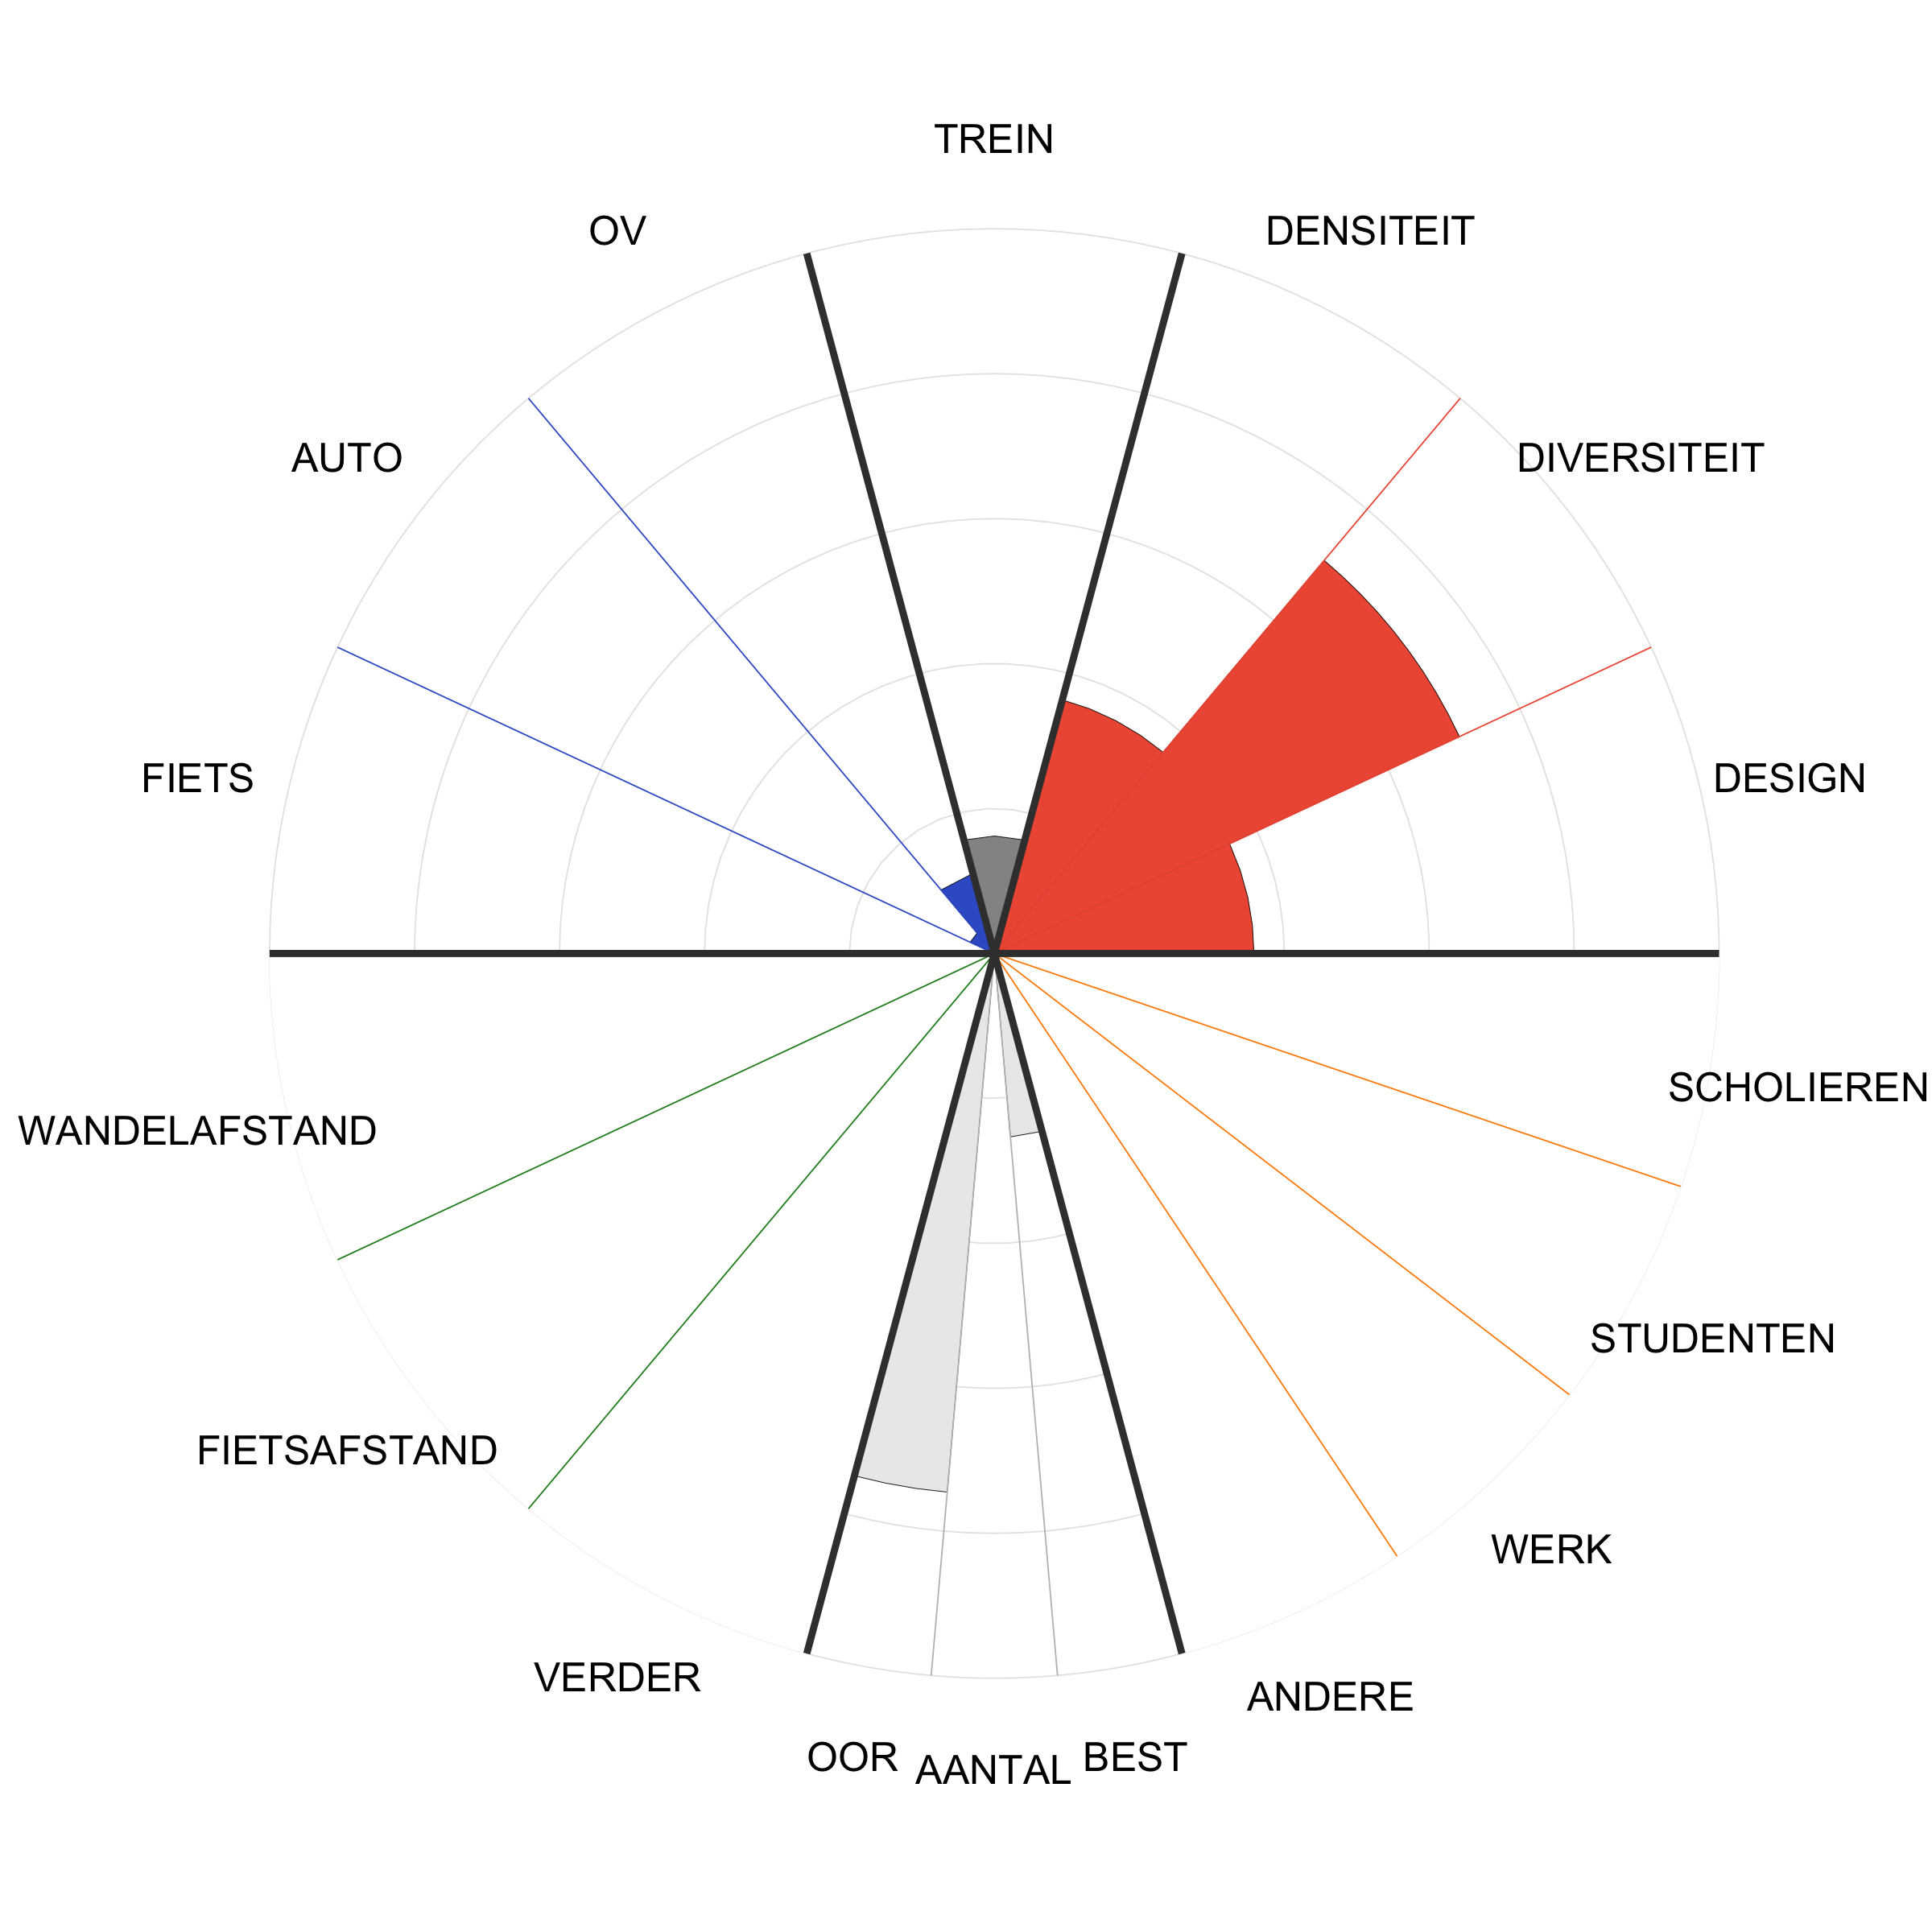 TREIN
OV
DENSITEIT
AUTO
DIVERSITEIT
FIETS
DESIGN
SCHOLIEREN
WANDELAFSTAND
STUDENTEN
FIETSAFSTAND
WERK
VERDER
ANDERE
OOR
AANTAL
BEST